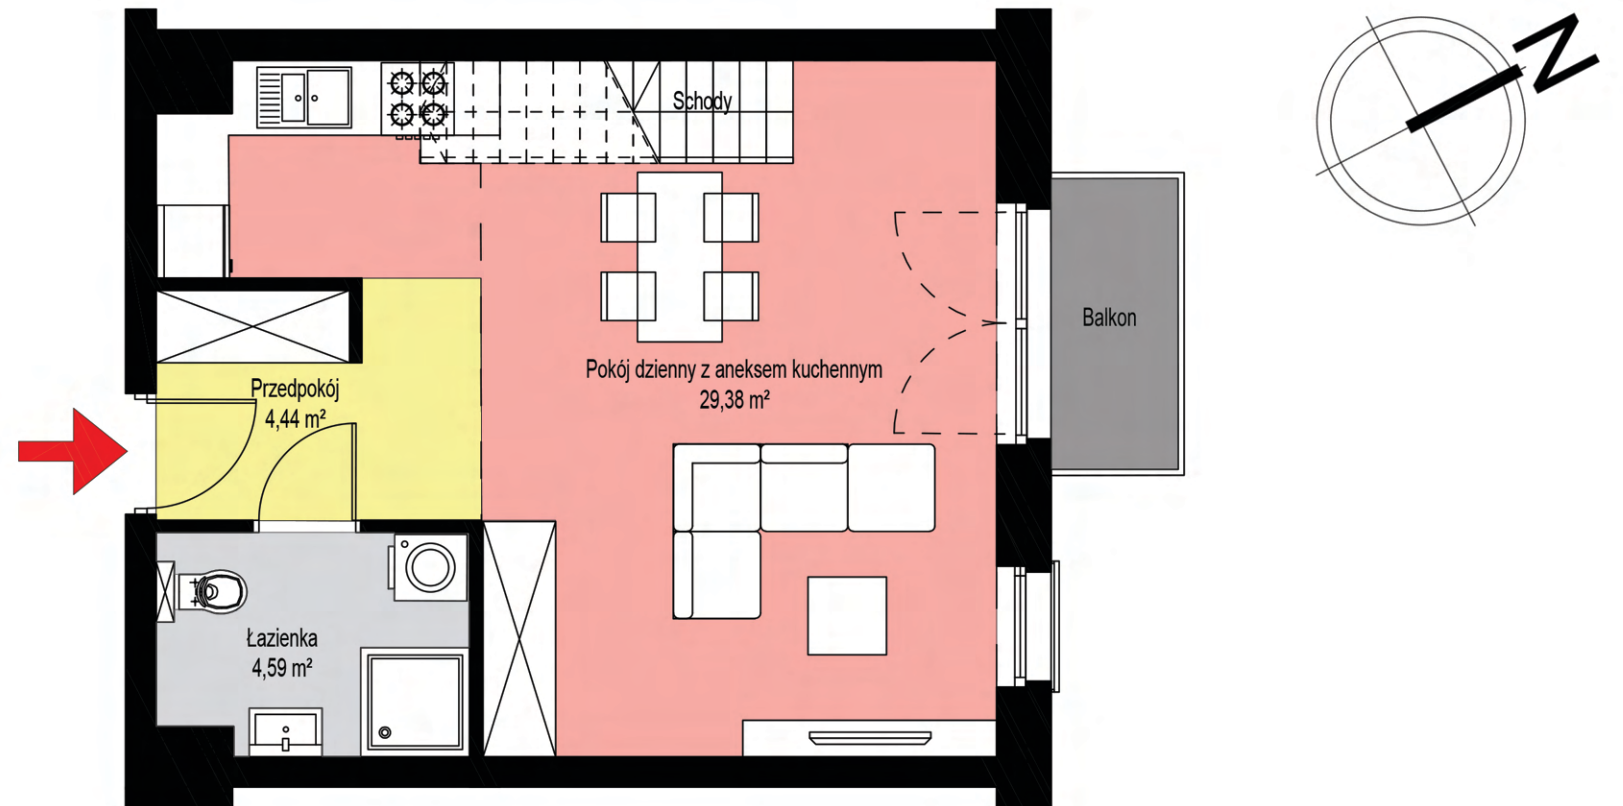 N
Schody
Balkon
Pokój dzienny z aneksem kuchennym
29,38 m²
Przedpokój
4,44 m²
Łazienka
4,59 m²